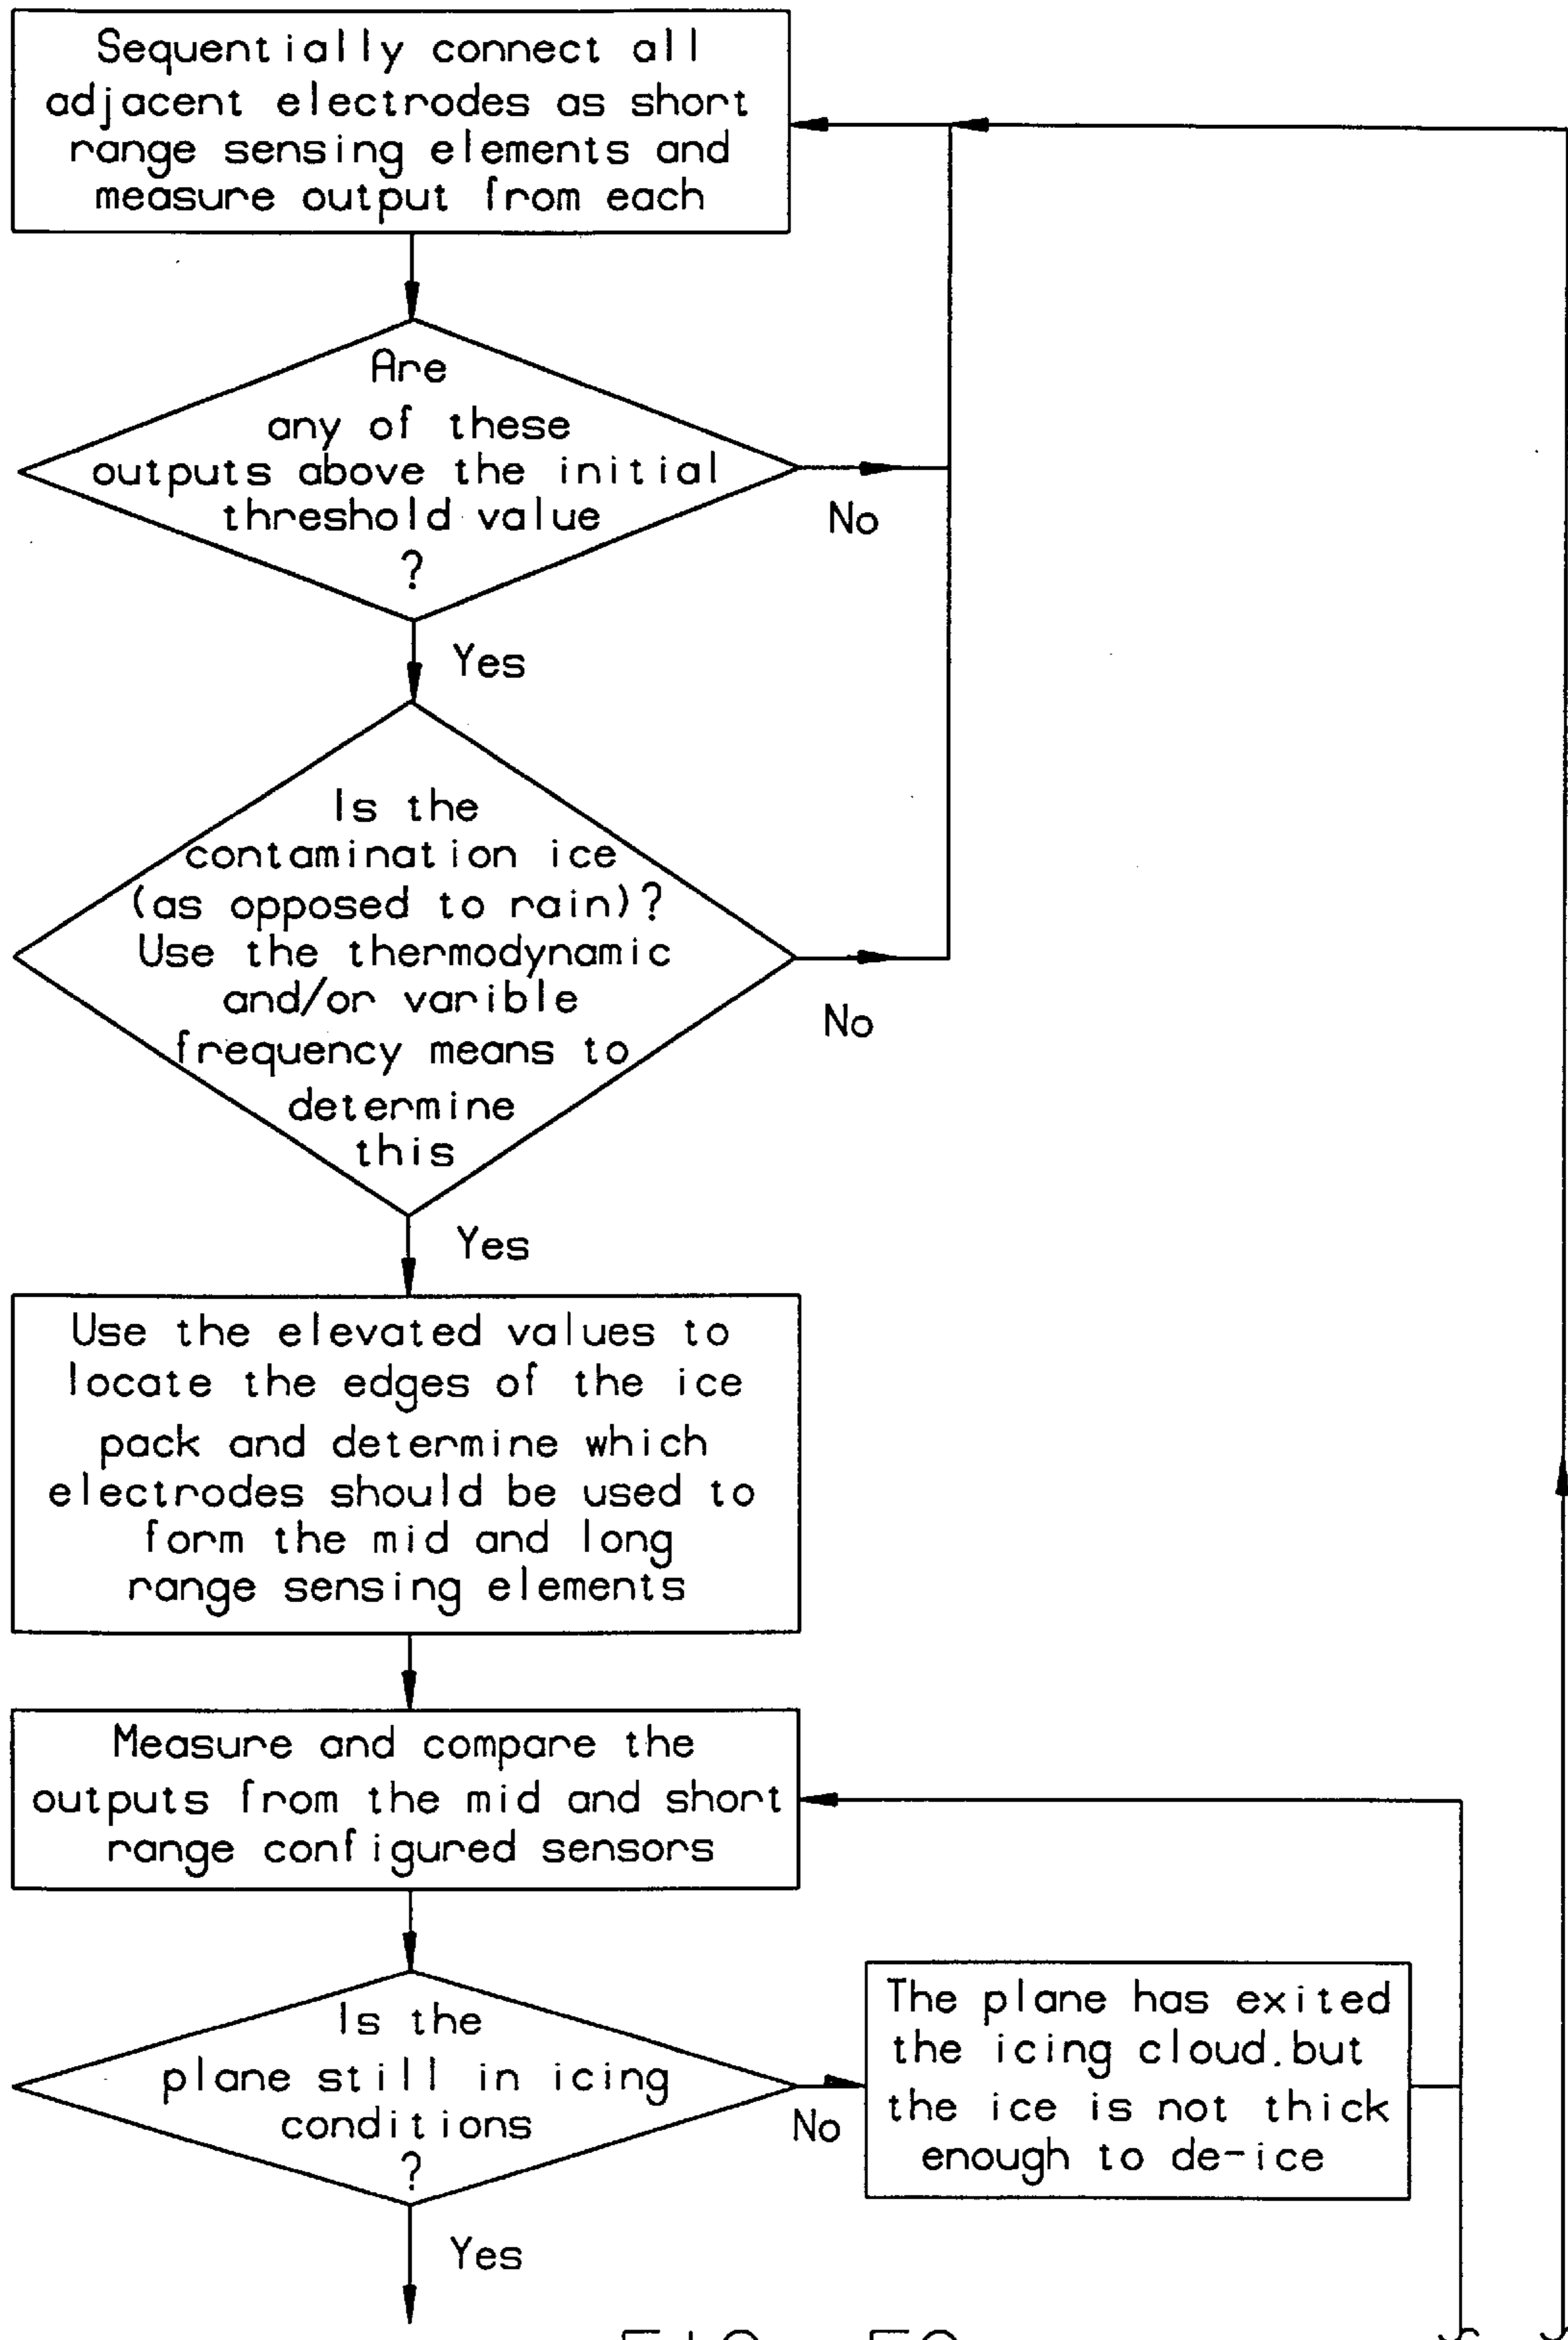 Sequentially connect all
adjacent electrodes as short
range sensing elements and
measure output from each
Are
any of these
outputs above the initial
threshold value
?
No
Yes
Is the
contamination ice
(as opposed to rain)?
Use the thermodynamic
and/or varible
frequency means to
determine
this
No
Yes
Use the elevated values to
locate the edges of the ice
pack and determine which
electrodes should be used to
form the mid and long
range sensing elements
Measure and compare the
outputs from the mid and short
range configured sensors
Is the
plane still in icing
conditions
?
No
The plane has exited
the icing cloud.but
the ice is not thick
enough to de-ice
Yes